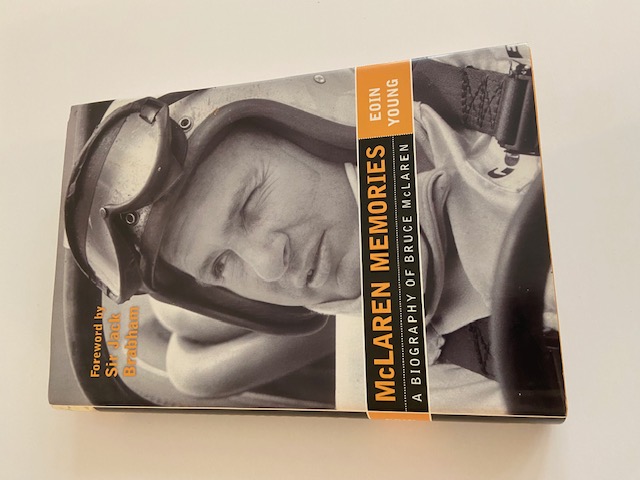 Foreword by
Sir Jack
Brabham
McLAREN MEMORIES
A BIOGRAPHY OF BRUCE McLAREN
EOIN
YOUNG